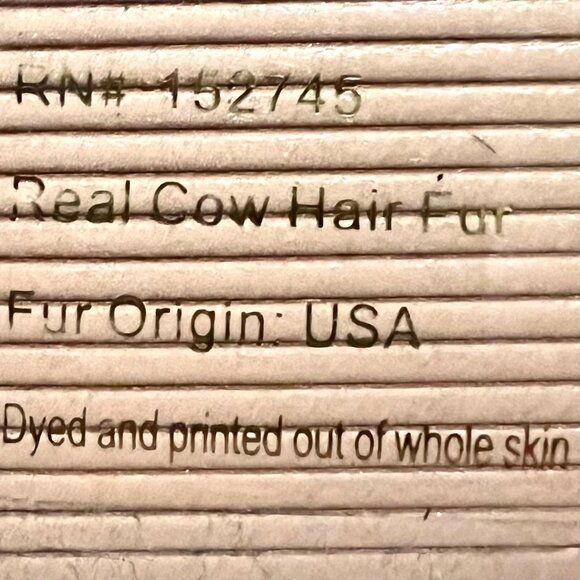 RN# 152745
Real Cow Hair Fur
Fur Origin: USA
Dyed and printed out of whole skin